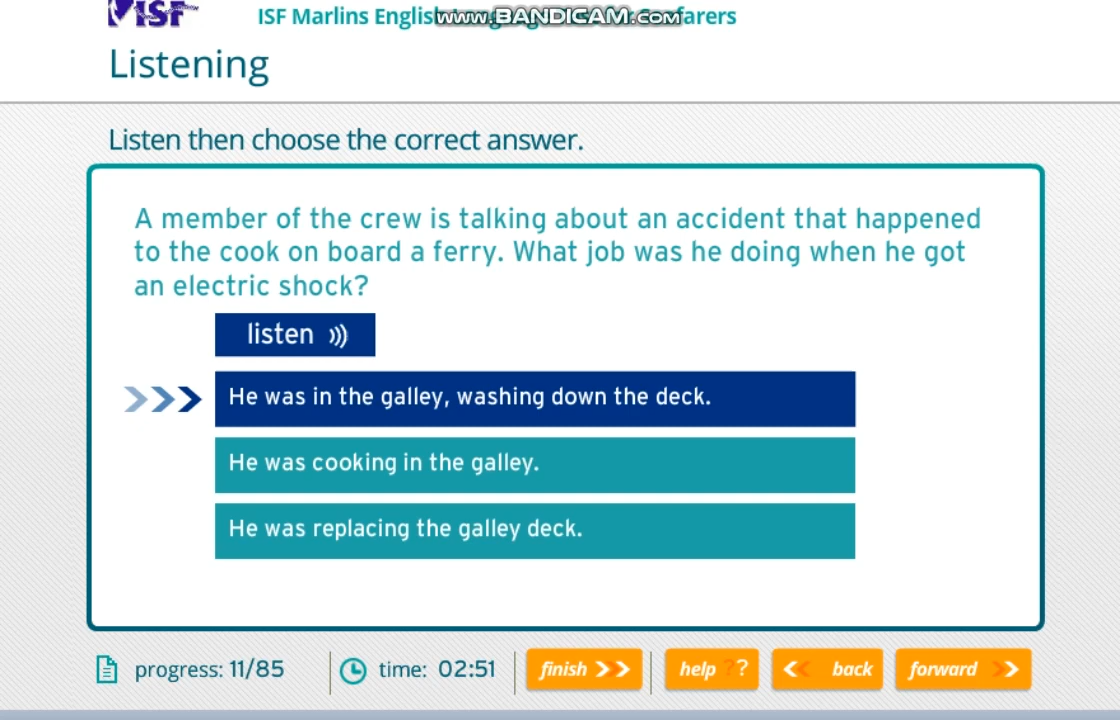 ISF
ISF Marlins English
www.BANDICAM.com
farers
Listening
Listen then choose the correct answer.
A member of the crew is talking about an accident that happened
to the cook on board a ferry. What job was he doing when he got
an electric shock?
listen
He was in the galley, washing down the deck.
He was cooking in the galley.
He was replacing the galley deck.
progress: 11/85
time: 02:51
finish
help ??
back
forward